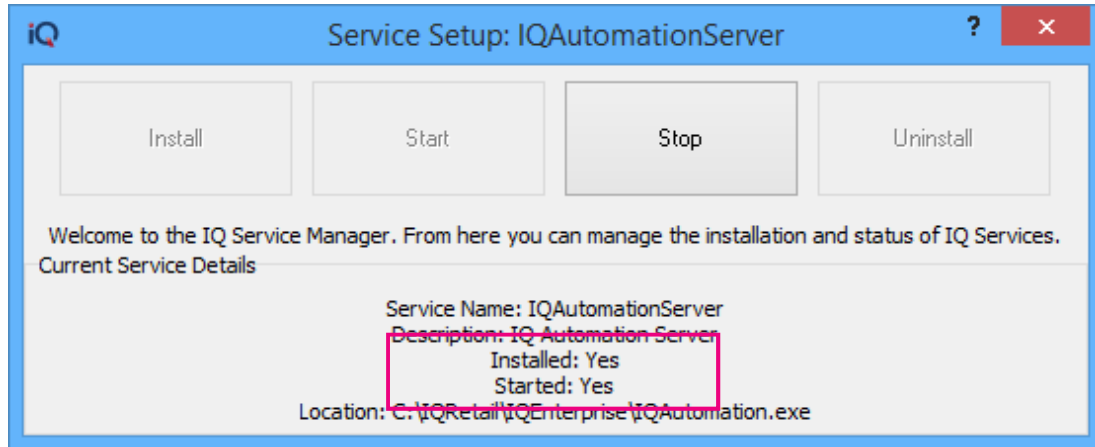 iQ Service Setup: IQAutomationServer ? ×
Install Start Stop Uninstall
Welcome to the IQ Service Manager. From here you can manage the installation and status of IQ Services.
Current Service Details
Service Name: IQAutomationServer
Description: IQ Automation Server
Installed: Yes
Started: Yes
Location: C:\IQRetail\IQEnterprise\IQAutomation.exe